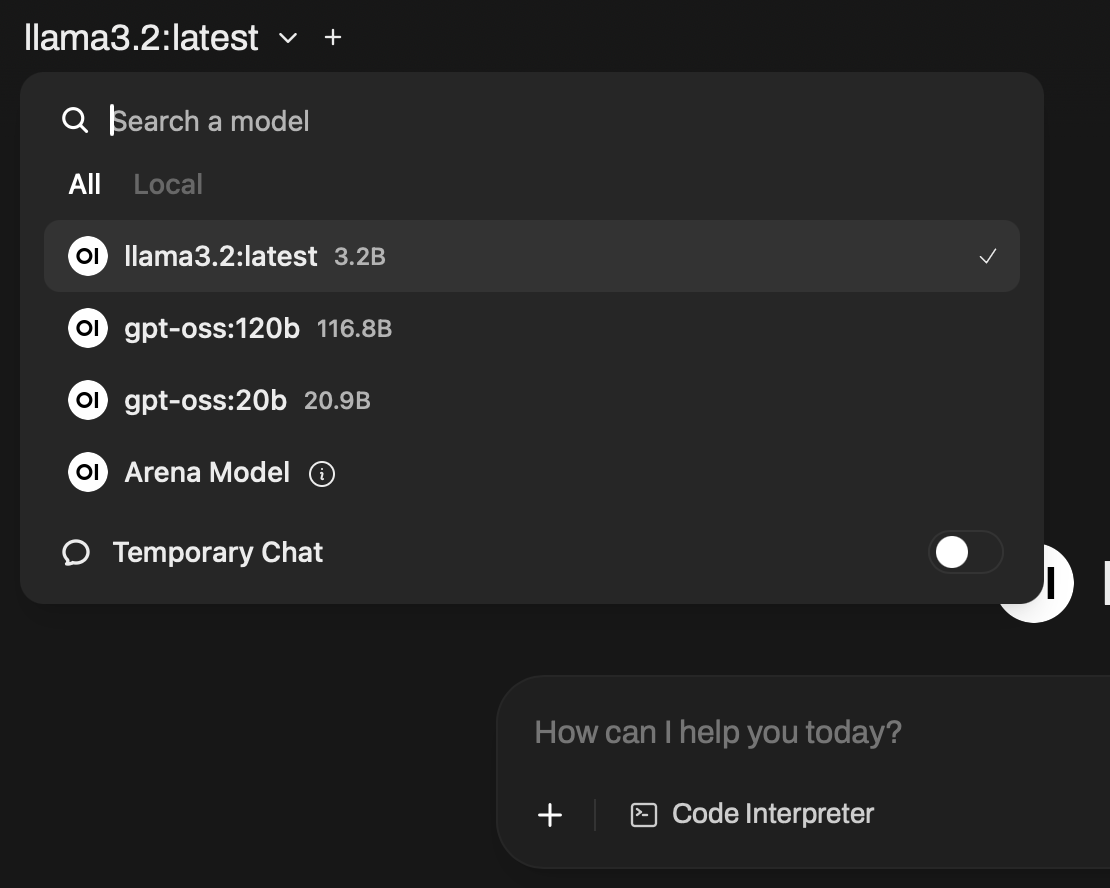 llama3.2:latest
Search a model
All Local
OI llama3.2:latest 3.2B
OI gpt-oss:120b 116.8B
OI gpt-oss:20b 20.9B
OI Arena Model
Temporary Chat
How can I help you today?
Code Interpreter